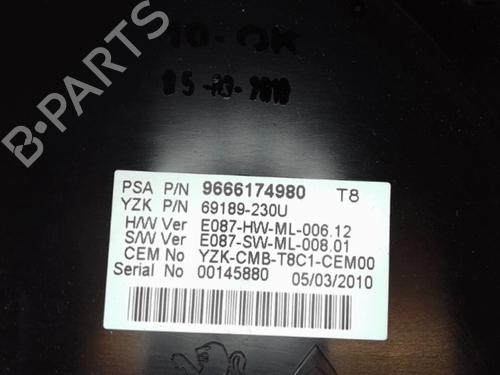 10-OK
05-03-2010
PSA P/N 9666174980 T8
YZK P/N 69189-230U
H/W Ver E087-HW-ML-006.12
S/W Ver E087-SW-ML-008.01
CEM No YZK-CMB-T8C1-CEM00
Serial No 00145880 05/03/2010
B-PARTS